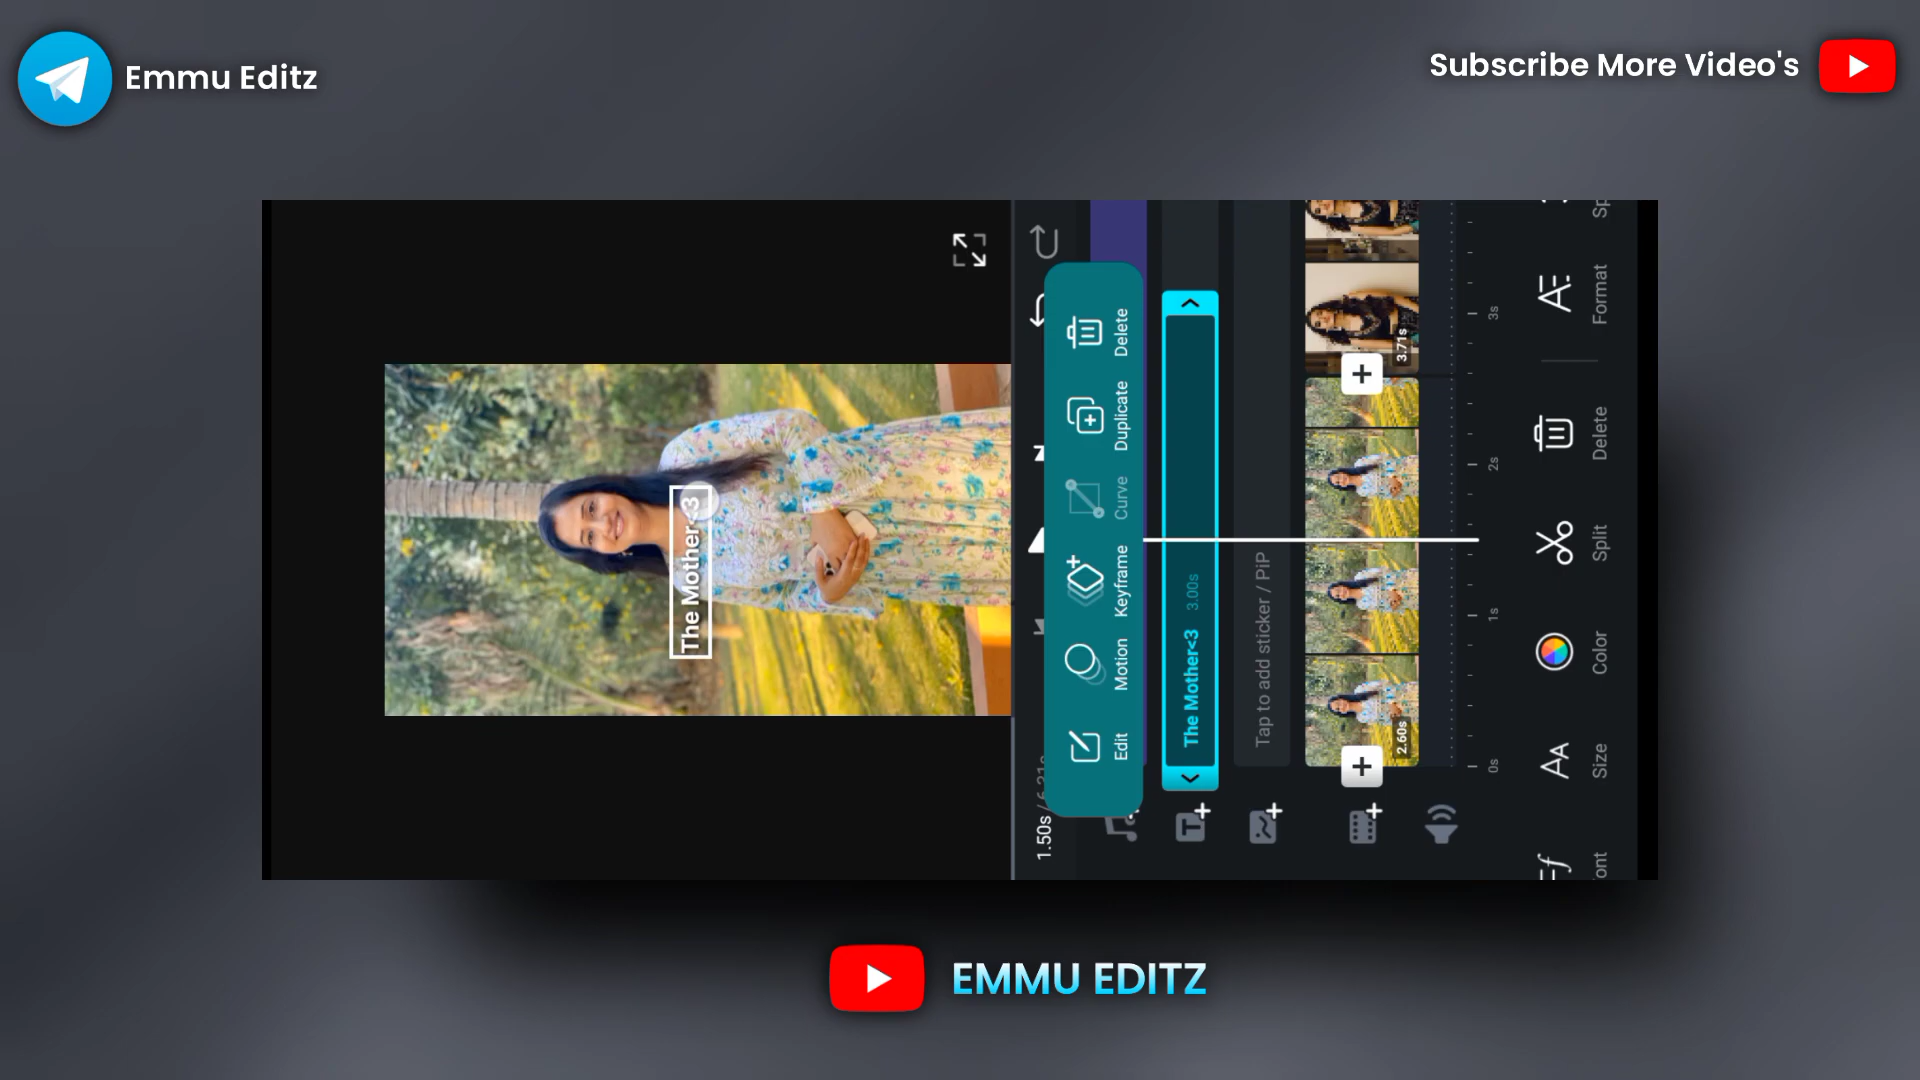 Emmu Editz
Subscribe More Video's
The Mother<3
1.50s / 6.31s
Edit
Motion
Keyframe
Curve
Duplicate
Delete
The Mother<3 3.00s
Tap to add sticker / PiP
2.60s
3.71s
0s
1s
2s
3s
Size
Color
Split
Delete
Format
EMMU EDITZ